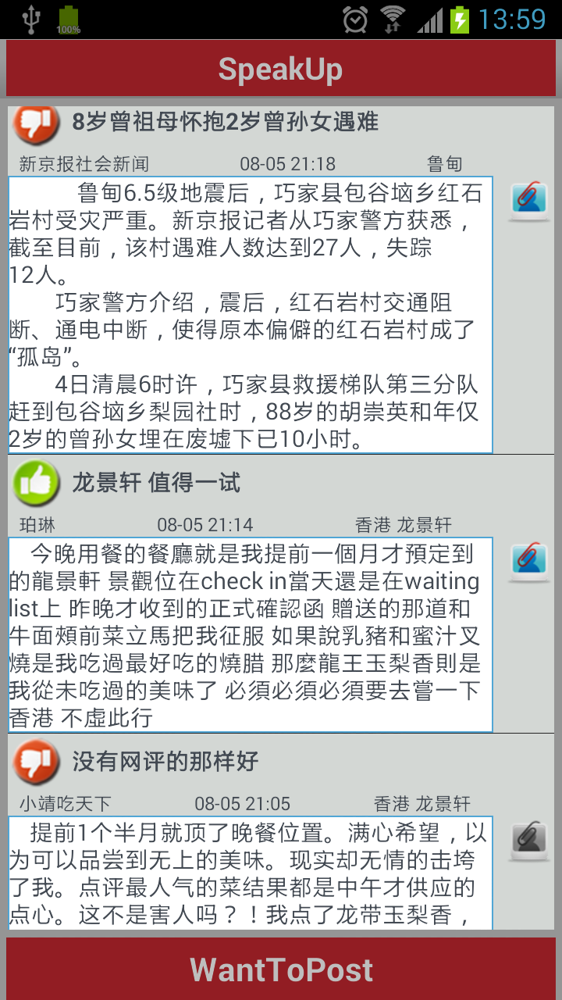 100%
13:59
SpeakUp
8岁曾祖母怀抱2岁曾孙女遇难
新京报社会新闻 08-05 21:18 鲁甸
鲁甸6.5级地震后，巧家县包谷垴乡红石
岩村受灾严重。新京报记者从巧家警方获悉，
截至目前，该村遇难人数达到27人，失踪
12人。
巧家警方介绍，震后，红石岩村交通阻
断、通电中断，使得原本偏僻的红石岩村成了
“孤岛”。
4日清晨6时许，巧家县救援梯队第三分队
赶到包谷垴乡梨园社时，88岁的胡崇英和年仅
2岁的曾孙女埋在废墟下已10小时。
龙景轩 值得一试
珀琳 08-05 21:14 香港 龙景轩
今晚用餐的餐廳就是我提前一個月才預定到
的龍景軒 景觀位在check in當天還是在waiting
list上 昨晚才收到的正式確認函 贈送的那道和
牛面頰前菜立馬把我征服 如果說乳豬和蜜汁叉
燒是我吃過最好吃的燒腊 那麼龍王玉梨香則是
我從未吃過的美味了 必須必須必須要去嘗一下
香港 不虛此行
没有网评的那样好
小靖吃天下 08-05 21:05 香港 龙景轩
提前1个半月就顶了晚餐位置。满心希望，以
为可以品尝到无上的美味。现实却无情的击垮
了我。点评最人气的菜结果都是中午才供应的
点心。这不是害人吗？！我点了龙带玉梨香，
WantToPost